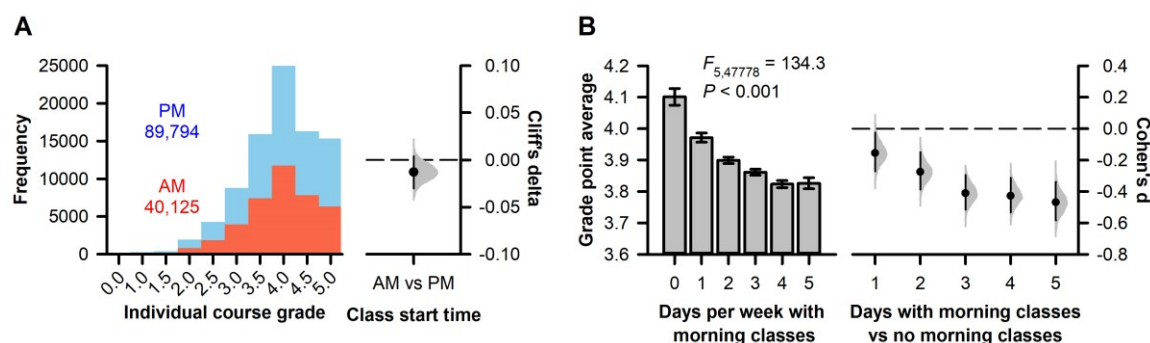 A
25000
20000
15000
10000
5000
0
Frequency
PM
89,794
AM
40,125
0.0 1.0 1.5 2.0 2.5 3.0 3.5 4.0 4.5 5.0
Individual course grade
0.10
0.05
0.00
-0.05
-0.10
Cliff's delta
AM vs PM
Class start time
B
4.2
4.1
4.0
3.9
3.8
3.7
3.6
Grade point average
F5,47778 = 134.3
P < 0.001
0 1 2 3 4 5
Days per week with
morning classes
0.4
0.2
0.0
-0.2
-0.4
-0.6
-0.8
Cohen's d
1 2 3 4 5
Days with morning classes
vs no morning classes